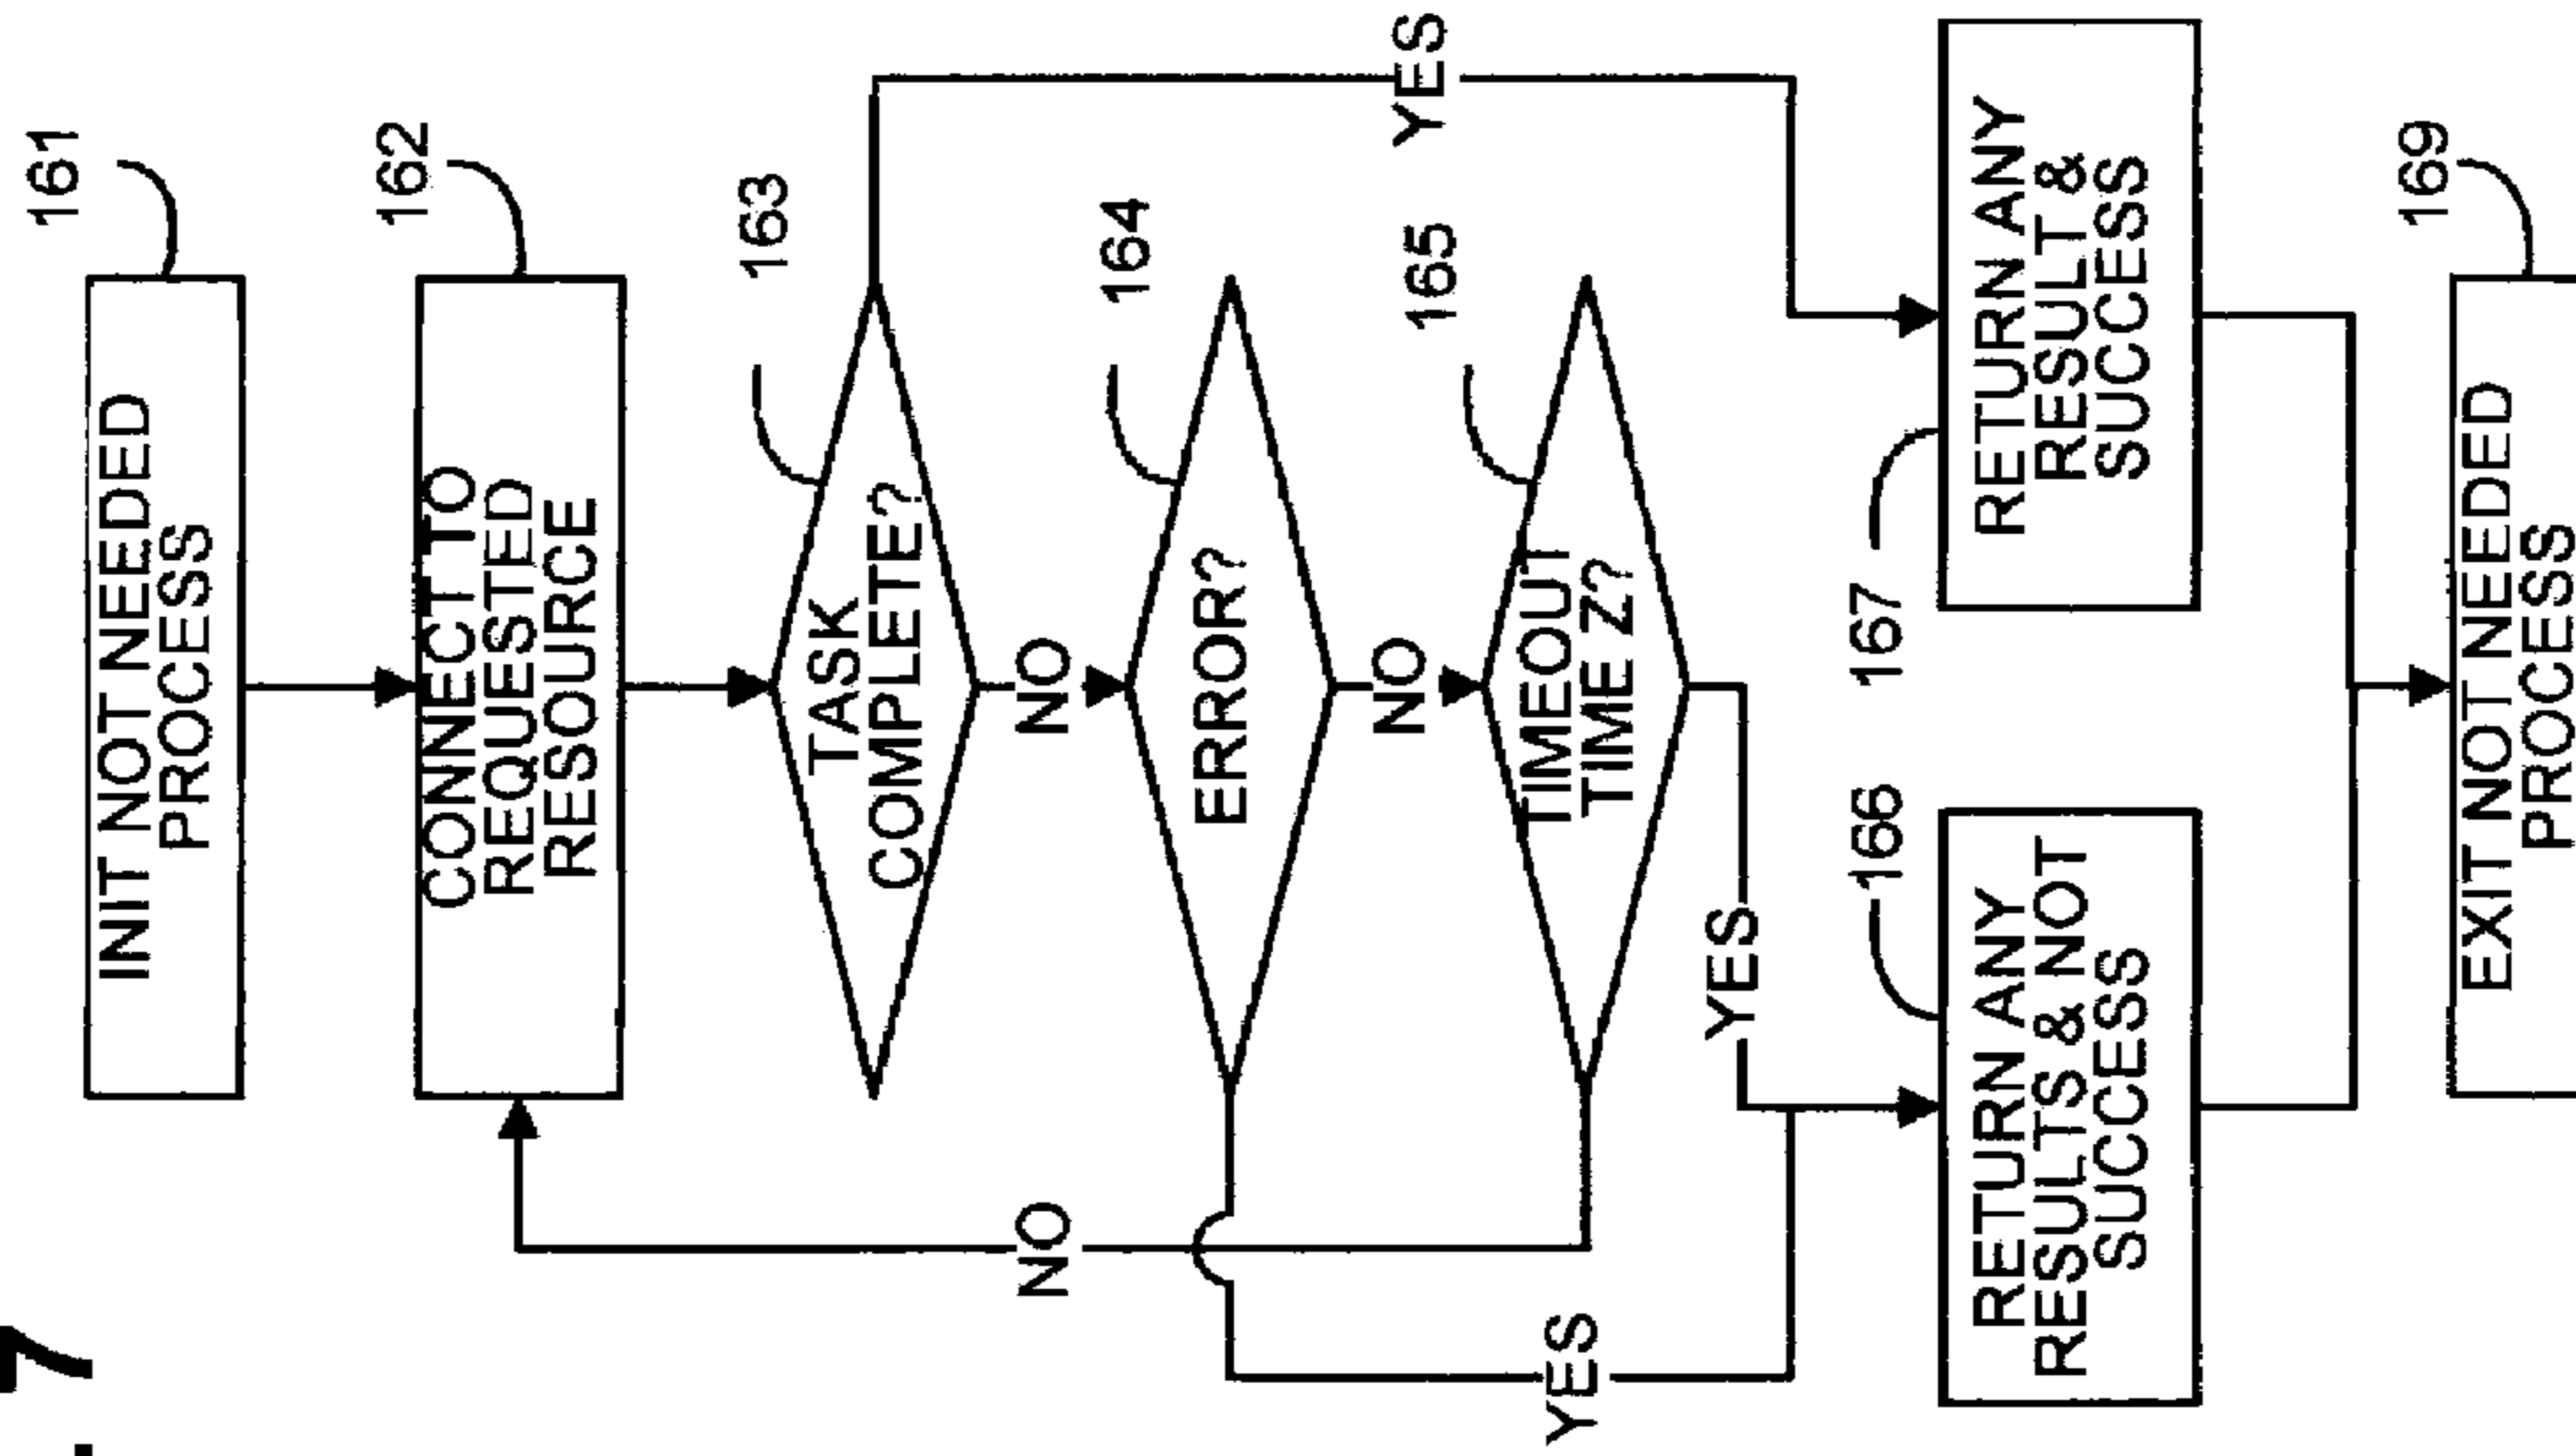 . 7
161
INIT NOT NEEDED
PROCESS
162
CONNECT TO
REQUESTED
RESOURCE
163
TASK
COMPLETE?
YES
NO
164
ERROR?
NO
YES
165
TIMEOUT
TIME Z?
NO
YES
166
RETURN ANY
RESULTS & NOT
SUCCESS
167
RETURN ANY
RESULT &
SUCCESS
169
EXIT NOT NEEDED
PROCESS